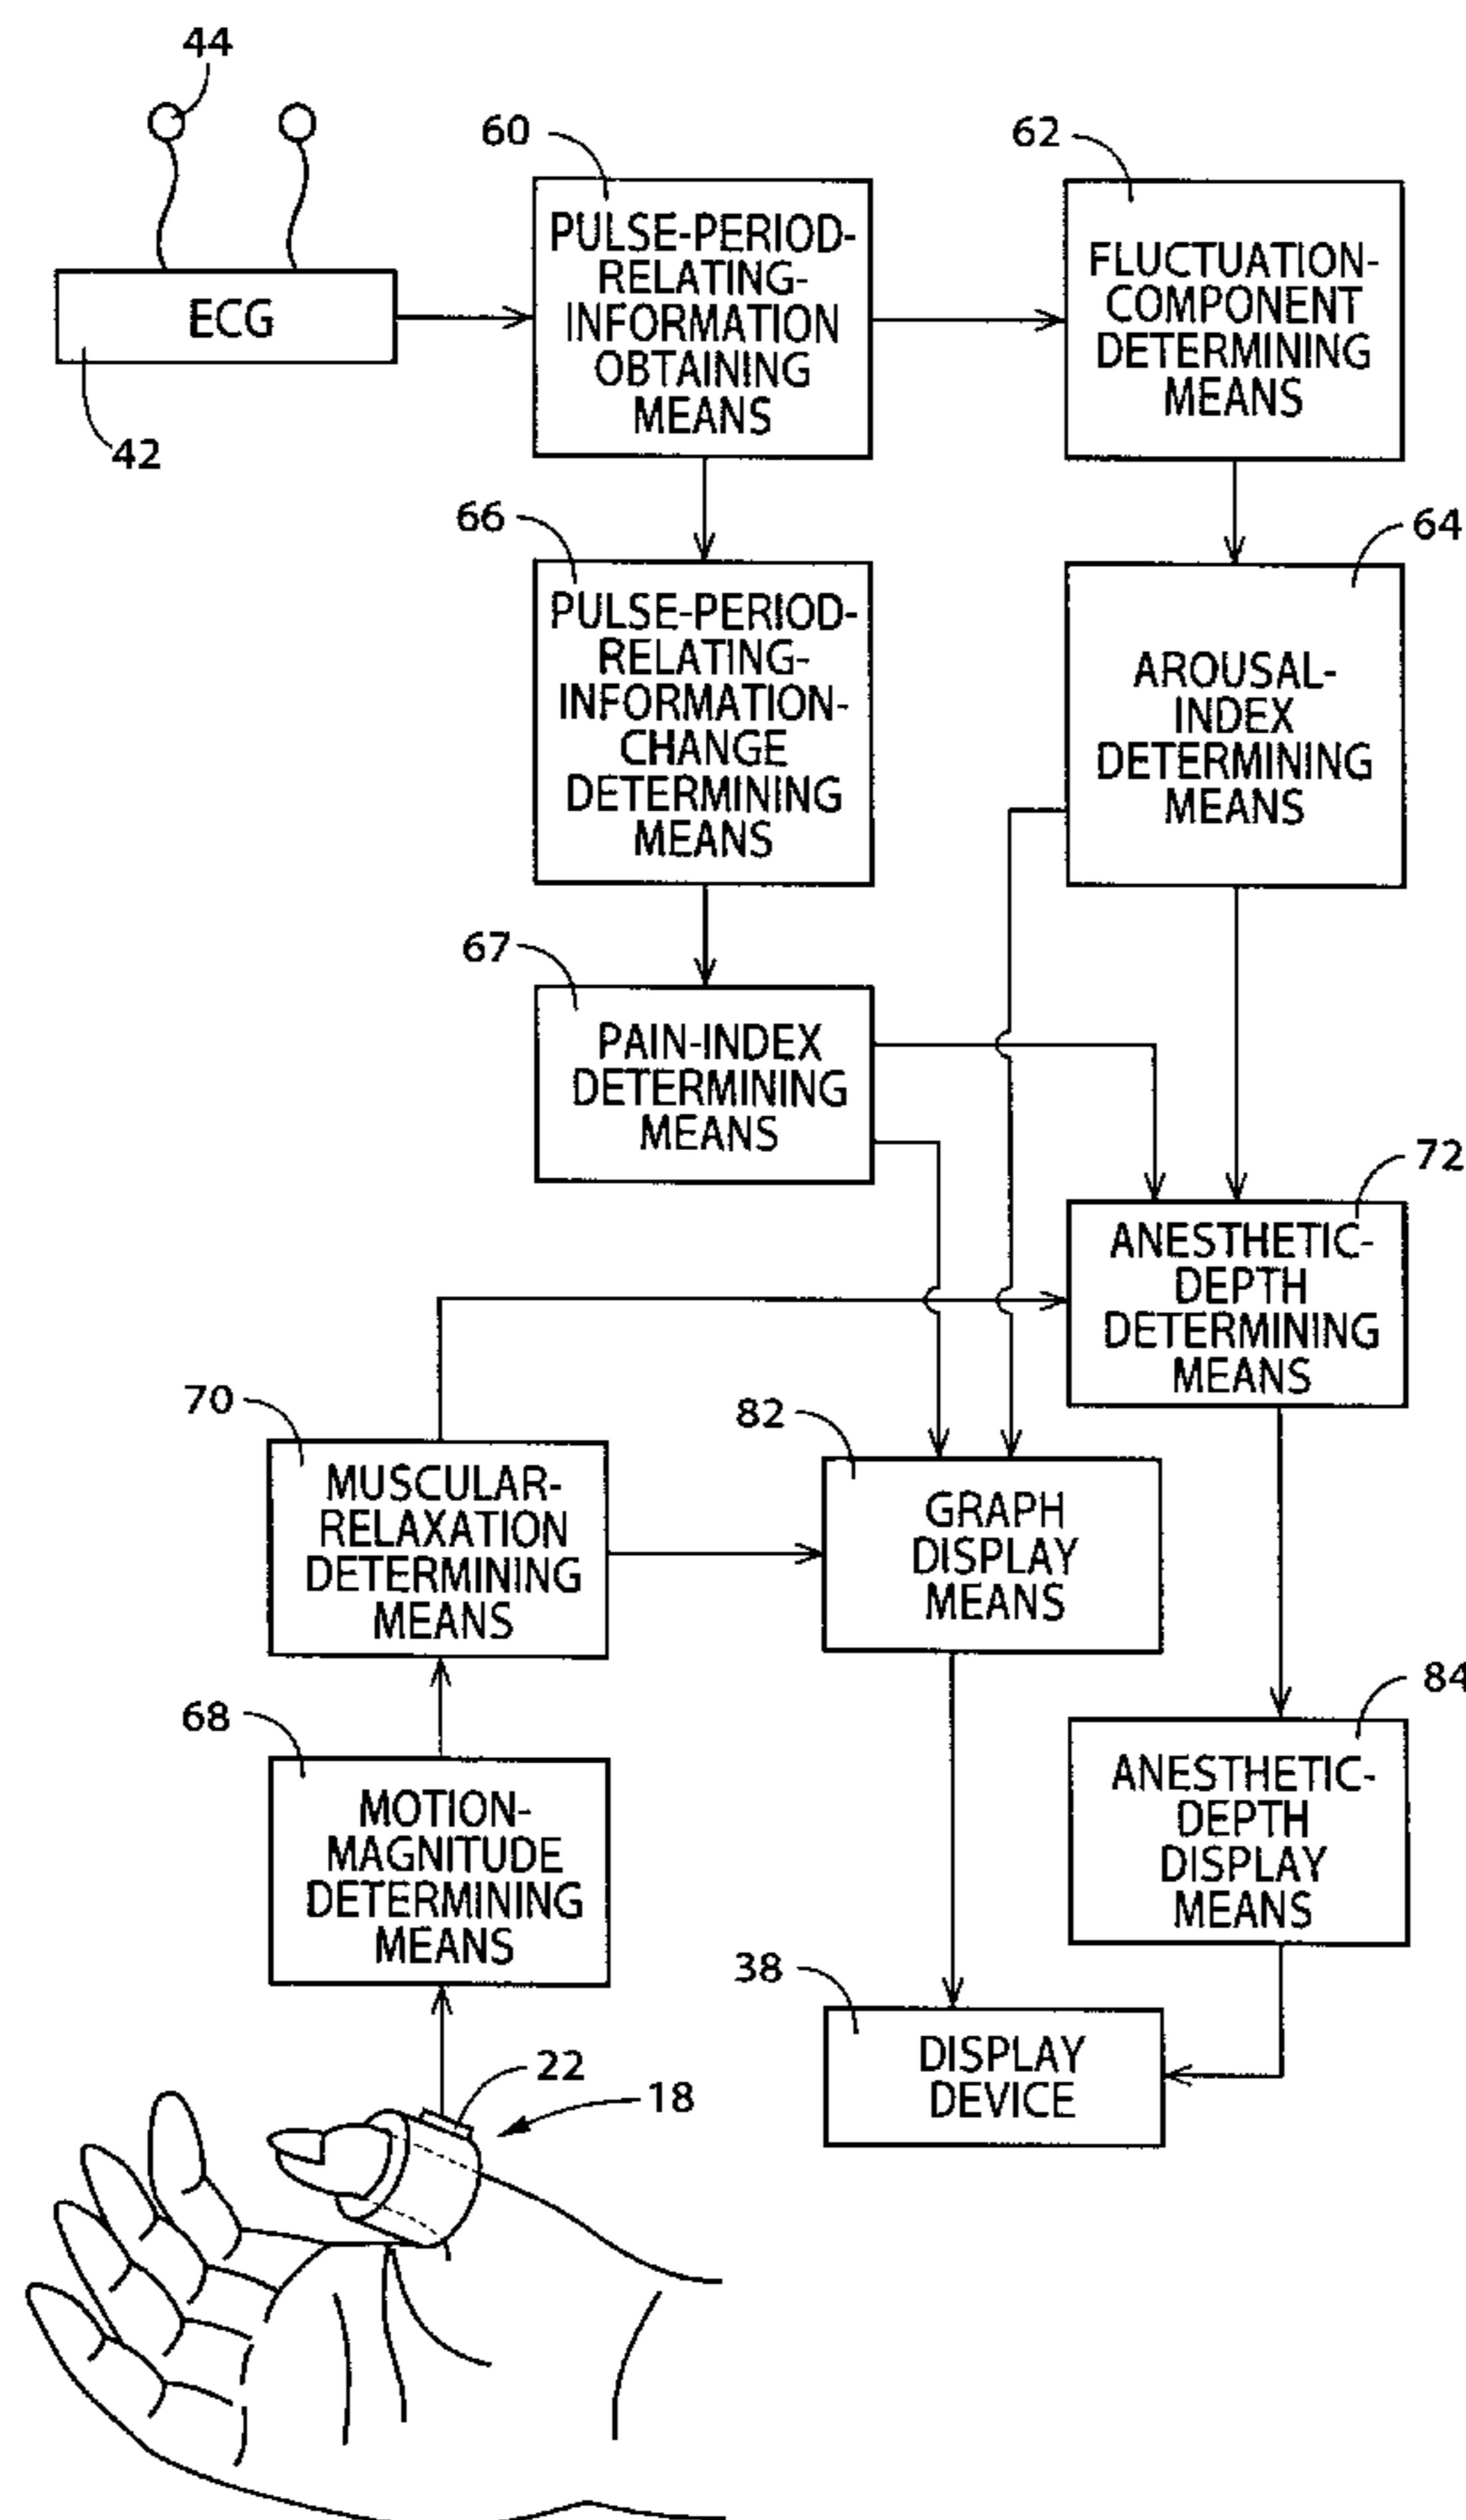 44
60
62
PULSE-PERIOD-
RELATING-
INFORMATION
OBTAINING
MEANS
FLUCTUATION-
COMPONENT
DETERMINING
MEANS
ECG
42
66
64
PULSE-PERIOD-
RELATING-
INFORMATION-
CHANGE
DETERMINING
MEANS
AROUSAL-
INDEX
DETERMINING
MEANS
67
PAIN-INDEX
DETERMINING
MEANS
72
ANESTHETIC-
DEPTH
DETERMINING
MEANS
70
82
MUSCULAR-
RELAXATION
DETERMINING
MEANS
GRAPH
DISPLAY
MEANS
84
68
MOTION-
MAGNITUDE
DETERMINING
MEANS
ANESTHETIC-
DEPTH
DISPLAY
MEANS
38
DISPLAY
DEVICE
22
18